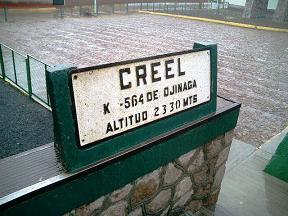 CREEL
K -564 DE OJINAGA
ALTITUD 2330 MTS